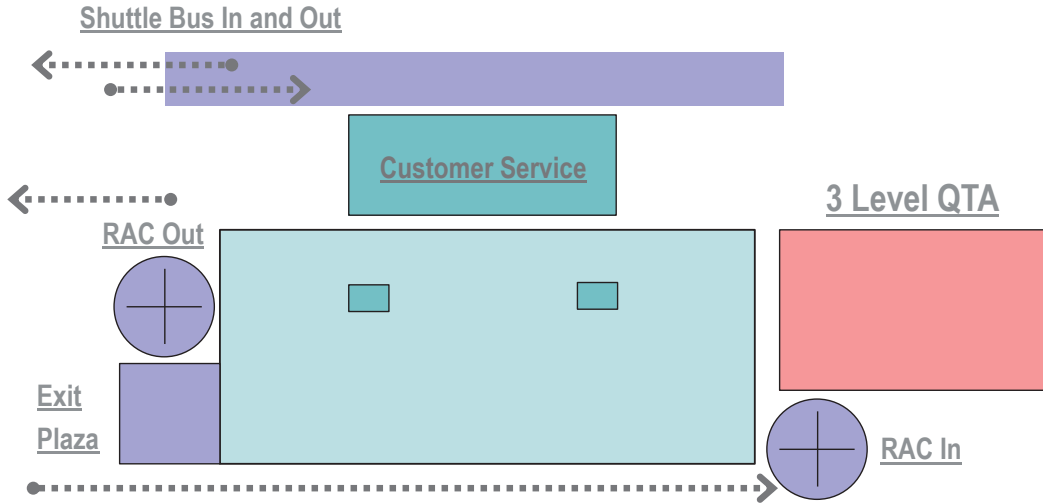 Shuttle Bus In and Out
Customer Service
3 Level QTA
RAC Out
Exit
Plaza
RAC In